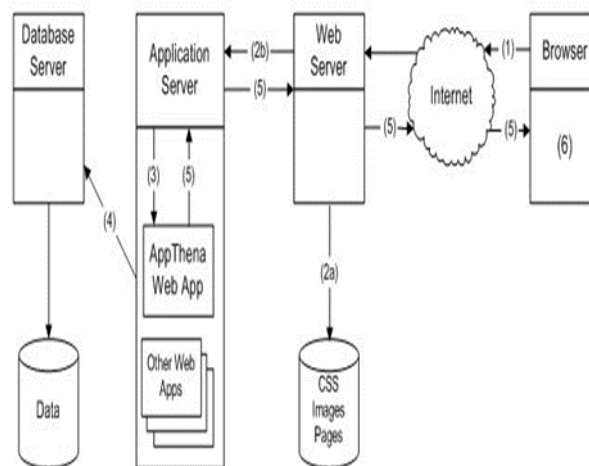 Database
Server
Application
Server
(2b)
(5)
Web
Server
Internet
(1)
Browser
(5)
(5)
(6)
(3)
(5)
(4)
AppThena
Web App
(2a)
Other Web
Apps
Data
CSS
Images
Pages